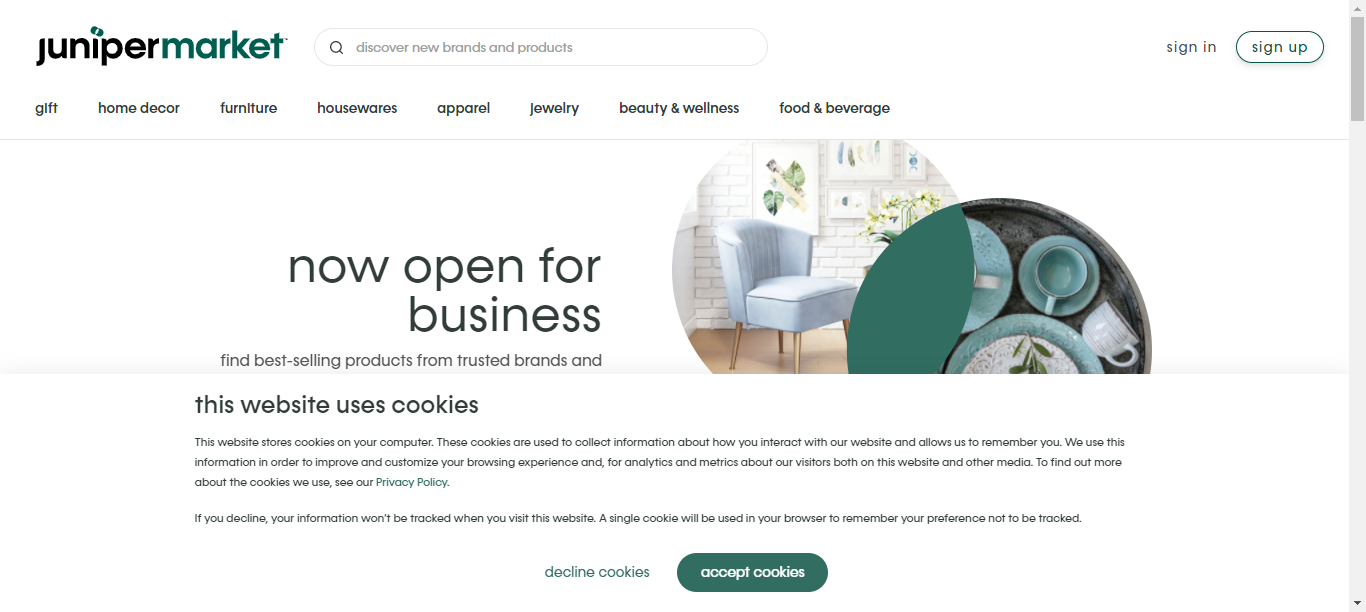 junipermarket
discover new brands and products
sign in
sign up
gift
home decor
furniture
housewares
apparel
jewelry
beauty & wellness
food & beverage
now open for
business
find best-selling products from trusted brands and
this website uses cookies
This website stores cookies on your computer. These cookies are used to collect information about how you interact with our website and allows us to remember you. We use this
information in order to improve and customize your browsing experience and, for analytics and metrics about our visitors both on this website and other media. To find out more
about the cookies we use, see our Privacy Policy.
If you decline, your information won't be tracked when you visit this website. A single cookie will be used in your browser to remember your preference not to be tracked.
decline cookies
accept cookies